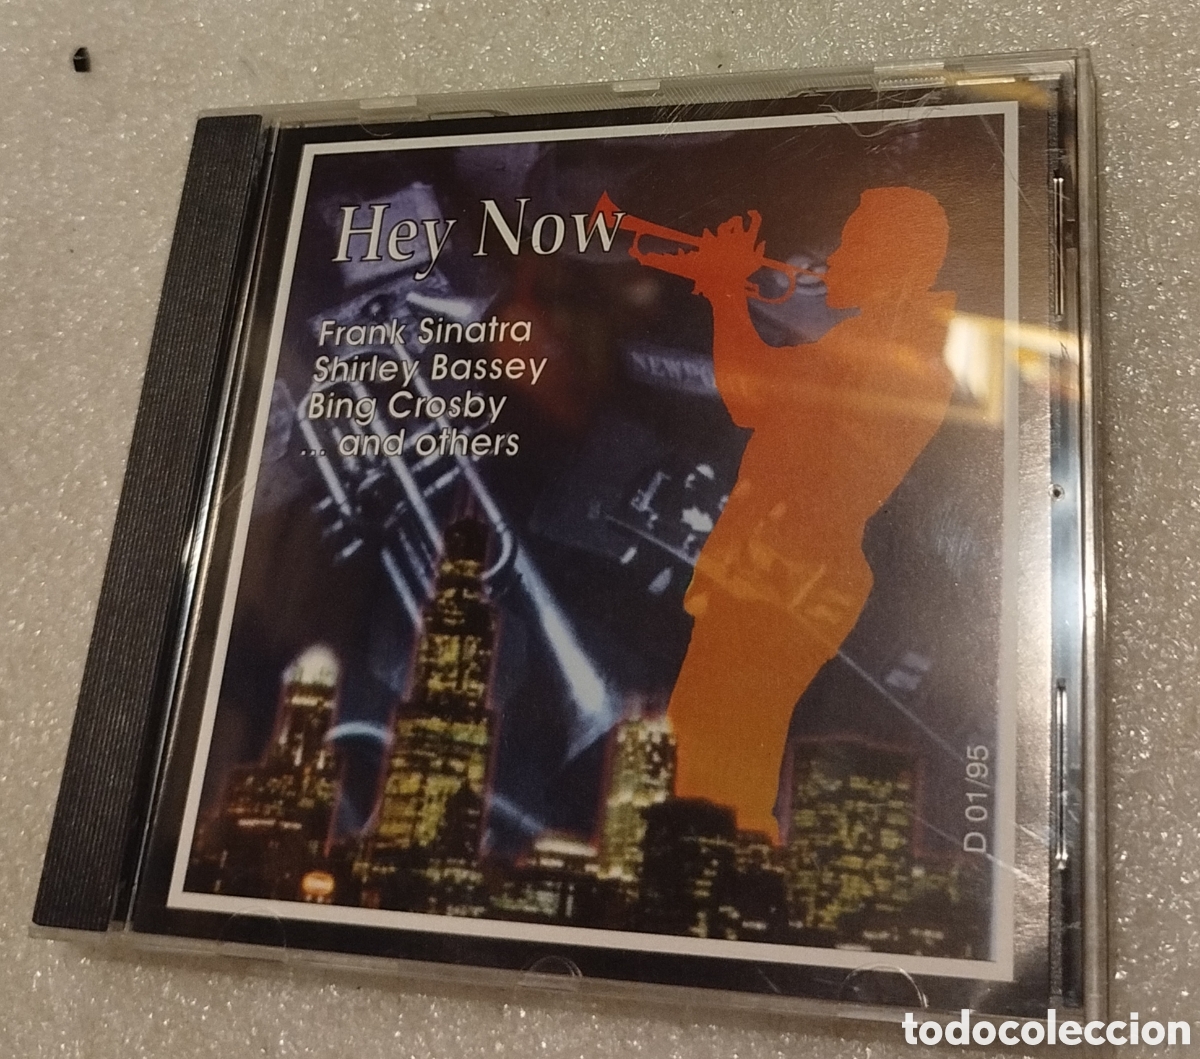 Hey Now
Frank Sinatra
Shirley Bassey
Bing Crosby
... and others
D 01/95
todocoleccion